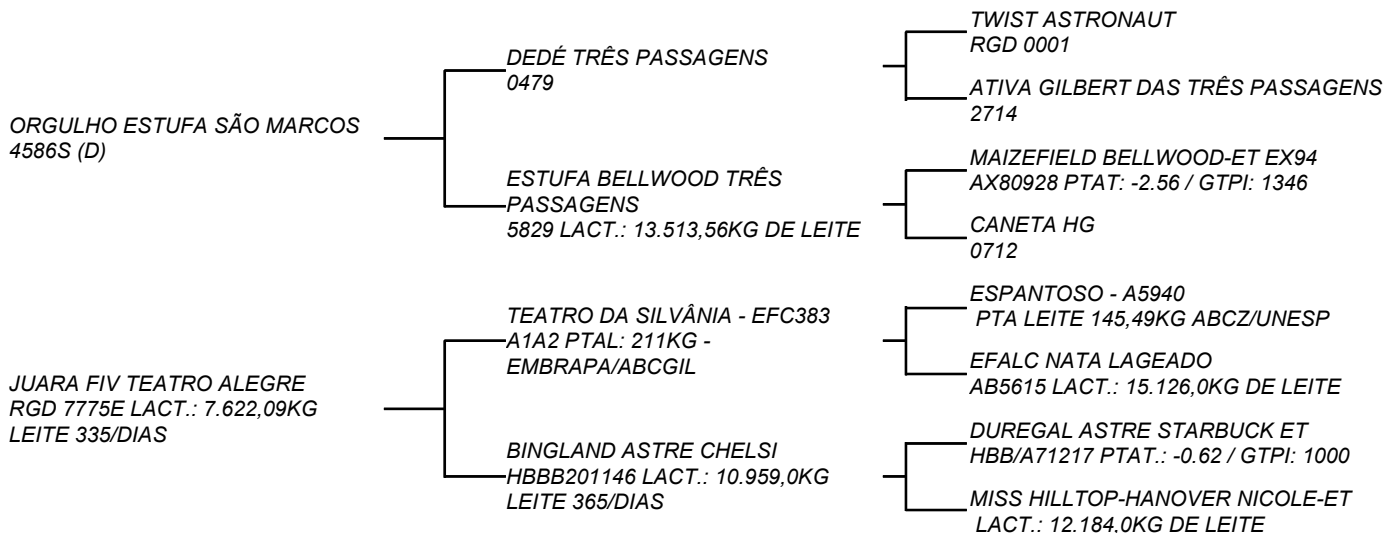 ORGULHO ESTUFA SÃO MARCOS
4586S (D)
DEDÉ TRÊS PASSAGENS
0479
TWIST ASTRONAUT
RGD 0001
ATIVA GILBERT DAS TRÊS PASSAGENS
2714
ESTUFA BELLWOOD TRÊS
PASSAGENS
5829 LACT.: 13.513,56KG DE LEITE
MAIZEFIELD BELLWOOD-ET EX94
AX80928 PTAT: -2.56 / GTPI: 1346
CANETA HG
0712
JUARA FIV TEATRO ALEGRE
RGD 7775E LACT.: 7.622,09KG
LEITE 335/DIAS
TEATRO DA SILVÂNIA - EFC383
A1A2 PTAL: 211KG -
EMBRAPA/ABCGIL
ESPANTOSO - A5940
PTA LEITE 145,49KG ABCZ/UNESP
EFALC NATA LAGEADO
AB5615 LACT.: 15.126,0KG DE LEITE
BINGLAND ASTRE CHELSI
HBBB201146 LACT.: 10.959,0KG
LEITE 365/DIAS
DUREGAL ASTRE STARBUCK ET
HBB/A71217 PTAT.: -0.62 / GTPI: 1000
MISS HILLTOP-HANOVER NICOLE-ET
LACT.: 12.184,0KG DE LEITE